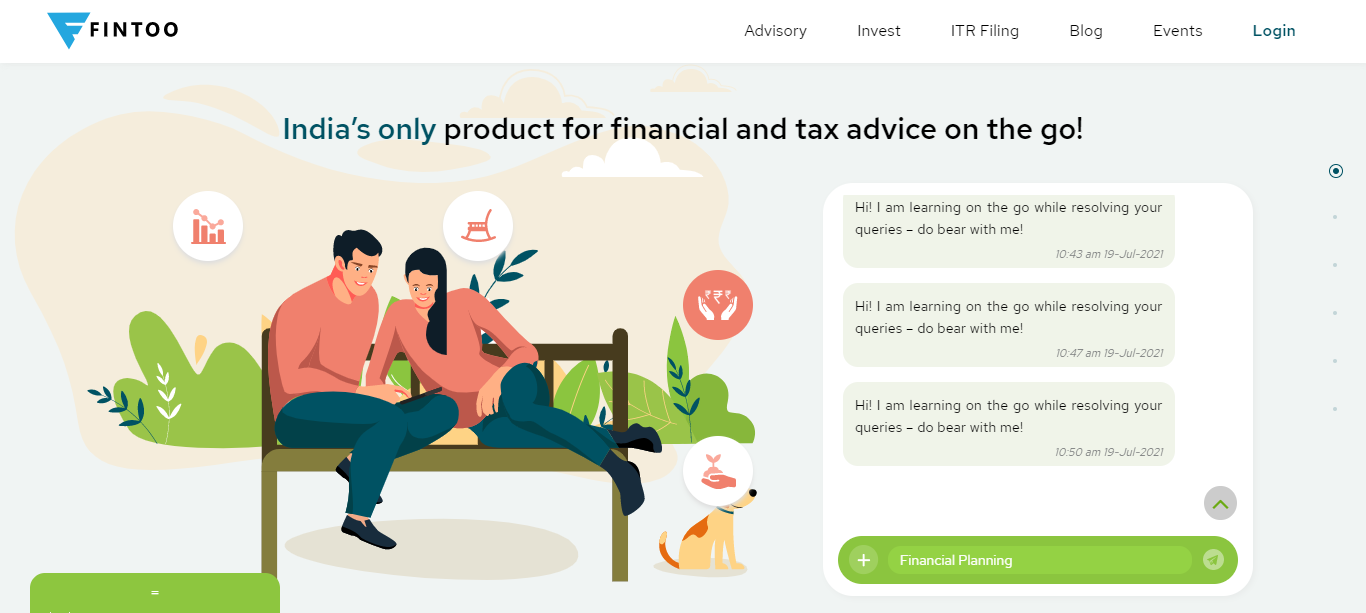 FINTOO
Advisory
Invest
ITR Filing
Blog
Events
Login
India’s only product for financial and tax advice on the go!
Hi! I am learning on the go while resolving your
queries – do bear with me!
10:43 am 19-Jul-2021
Hi! I am learning on the go while resolving your
queries – do bear with me!
10:47 am 19-Jul-2021
Hi! I am learning on the go while resolving your
queries – do bear with me!
10:50 am 19-Jul-2021
Financial Planning